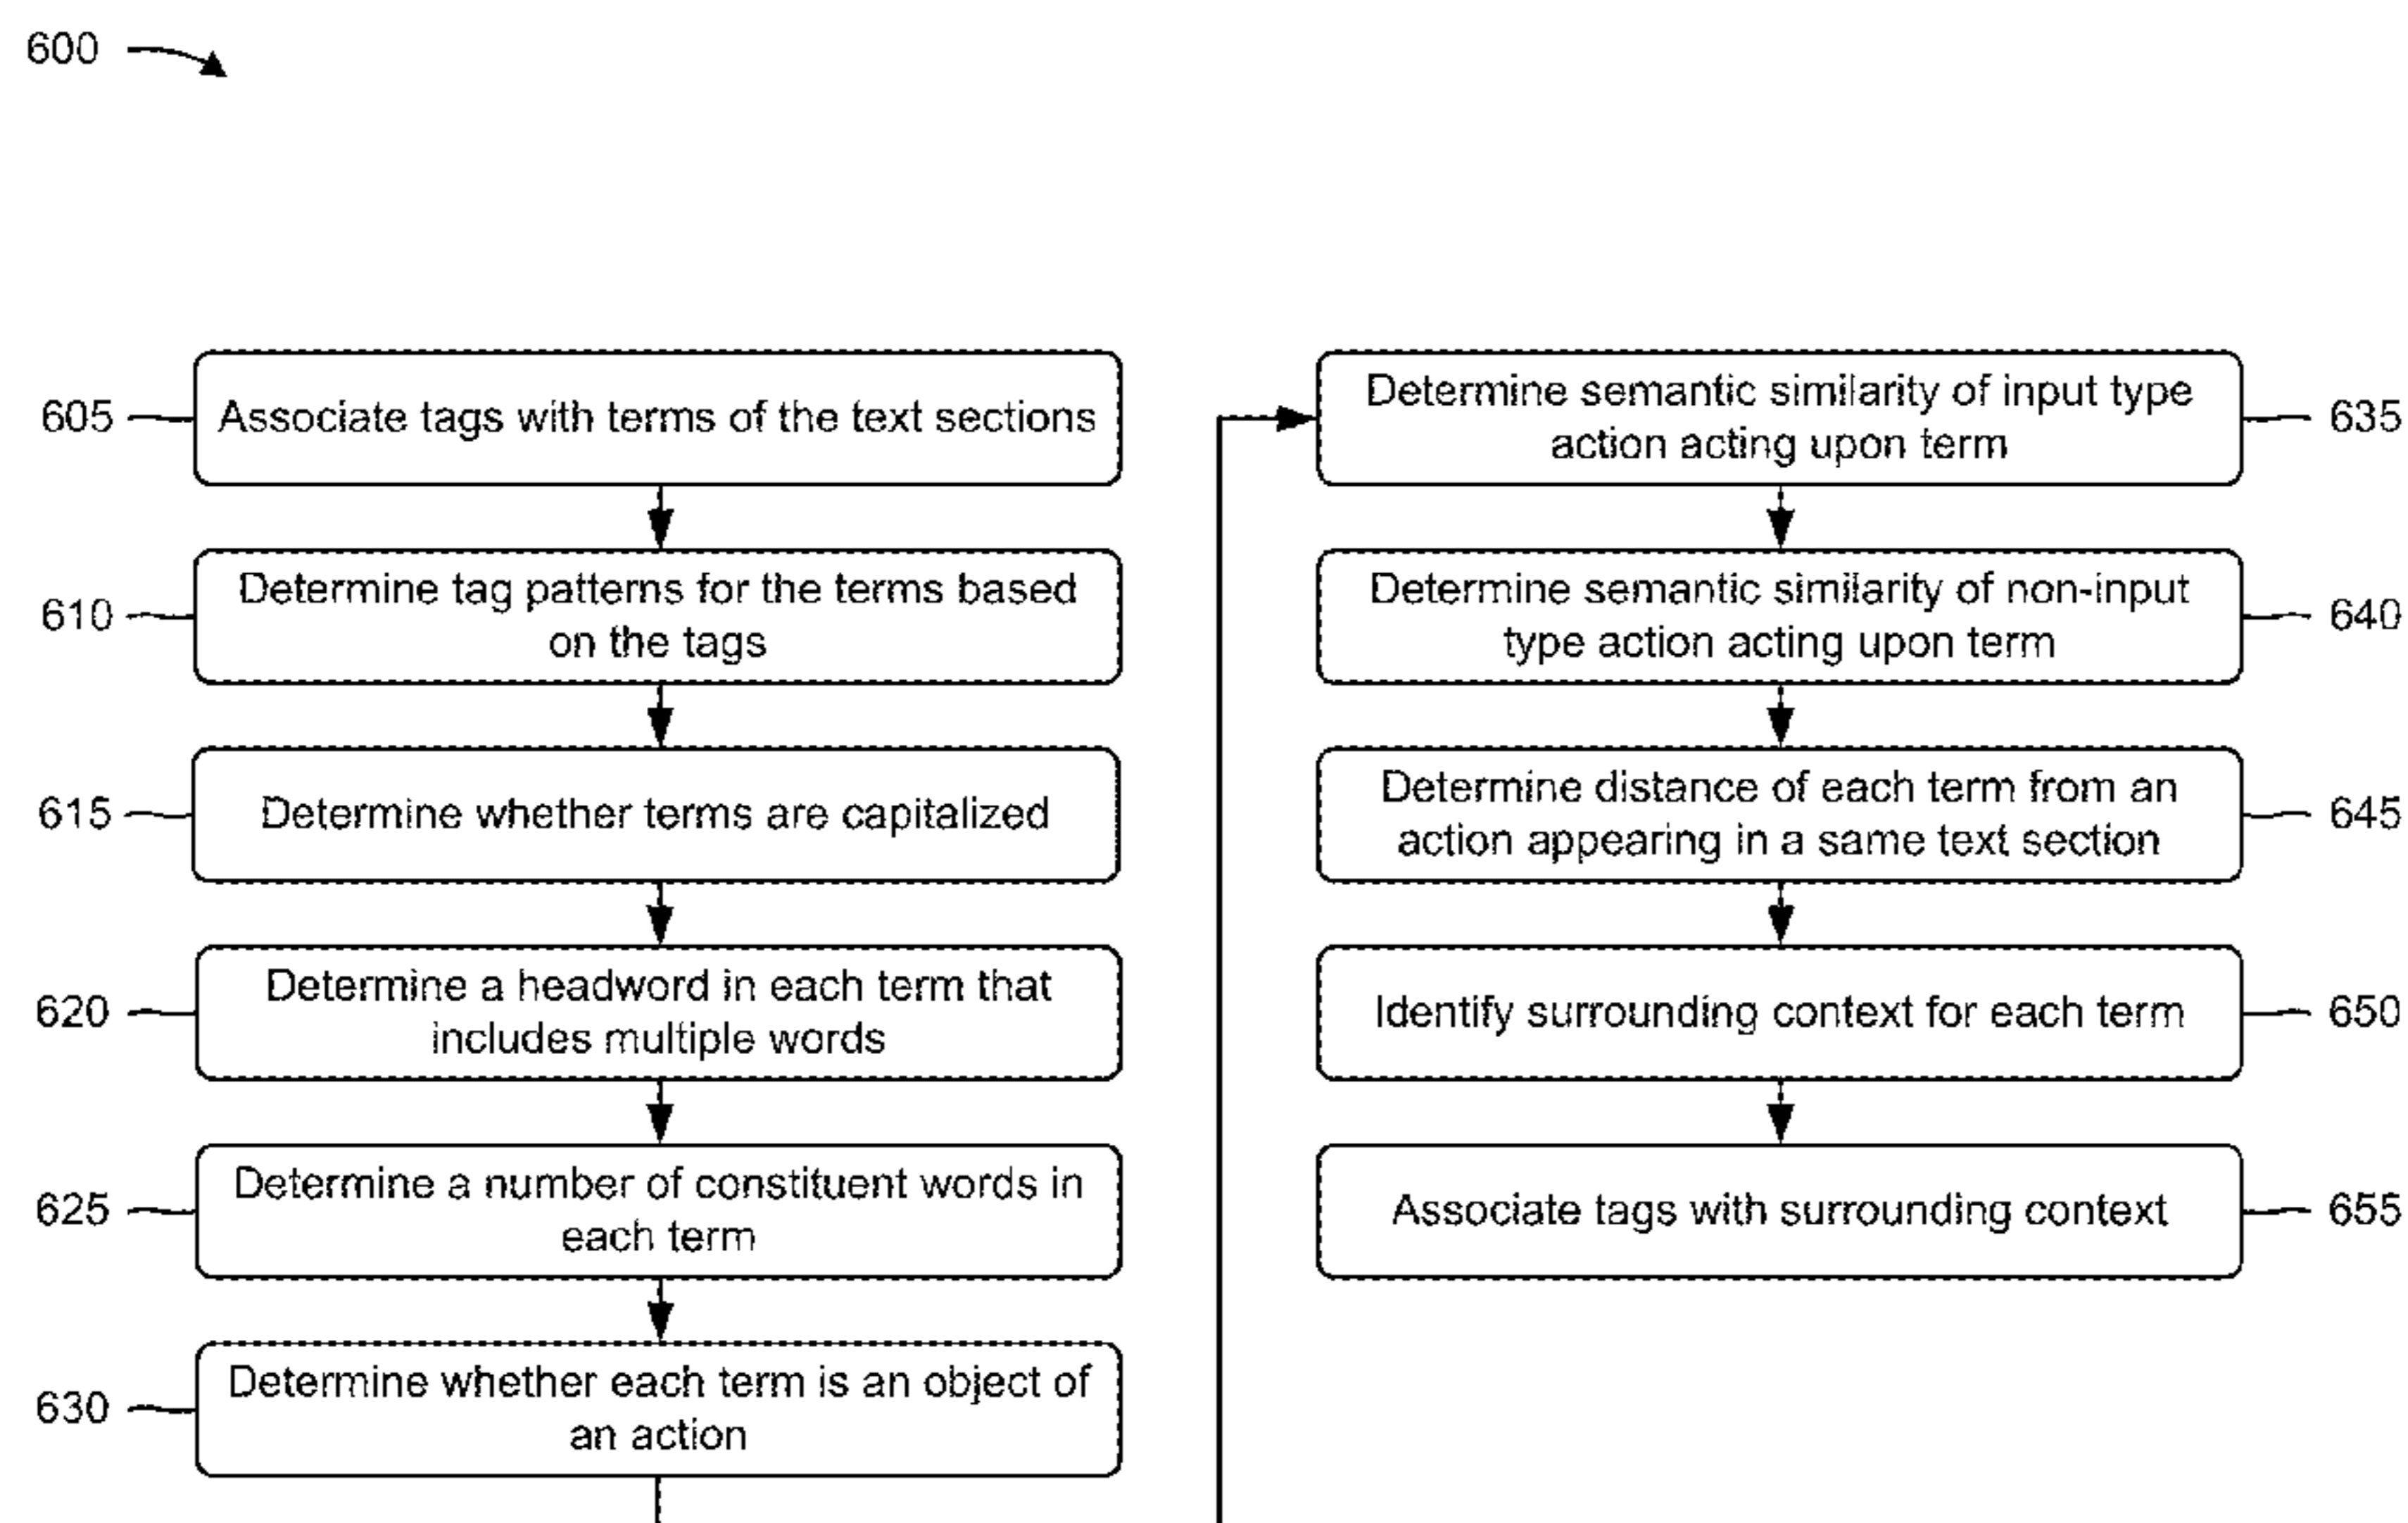 600
605
Associate tags with terms of the text sections
610
Determine tag patterns for the terms based
on the tags
615
Determine whether terms are capitalized
620
Determine a headword in each term that
includes multiple words
625
Determine a number of constituent words in
each term
630
Determine whether each term is an object of
an action
Determine semantic similarity of input type
action acting upon term
635
Determine semantic similarity of non-input
type action acting upon term
640
Determine distance of each term from an
action appearing in a same text section
645
Identify surrounding context for each term
650
Associate tags with surrounding context
655